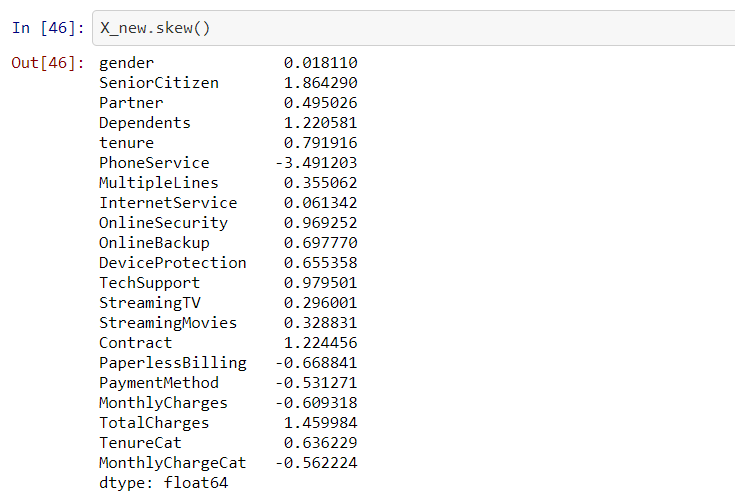 In [46]: X_new.skew()
Out[46]: gender 0.018110
SeniorCitizen 1.864290
Partner 0.495026
Dependents 1.220581
tenure 0.791916
PhoneService -3.491203
MultipleLines 0.355062
InternetService 0.061342
OnlineSecurity 0.969252
OnlineBackup 0.697770
DeviceProtection 0.655358
TechSupport 0.979501
StreamingTV 0.296001
StreamingMovies 0.328831
Contract 1.224456
PaperlessBilling -0.668841
PaymentMethod -0.531271
MonthlyCharges -0.609318
TotalCharges 1.459984
TenureCat 0.636229
MonthlyChargeCat -0.562224
dtype: float64